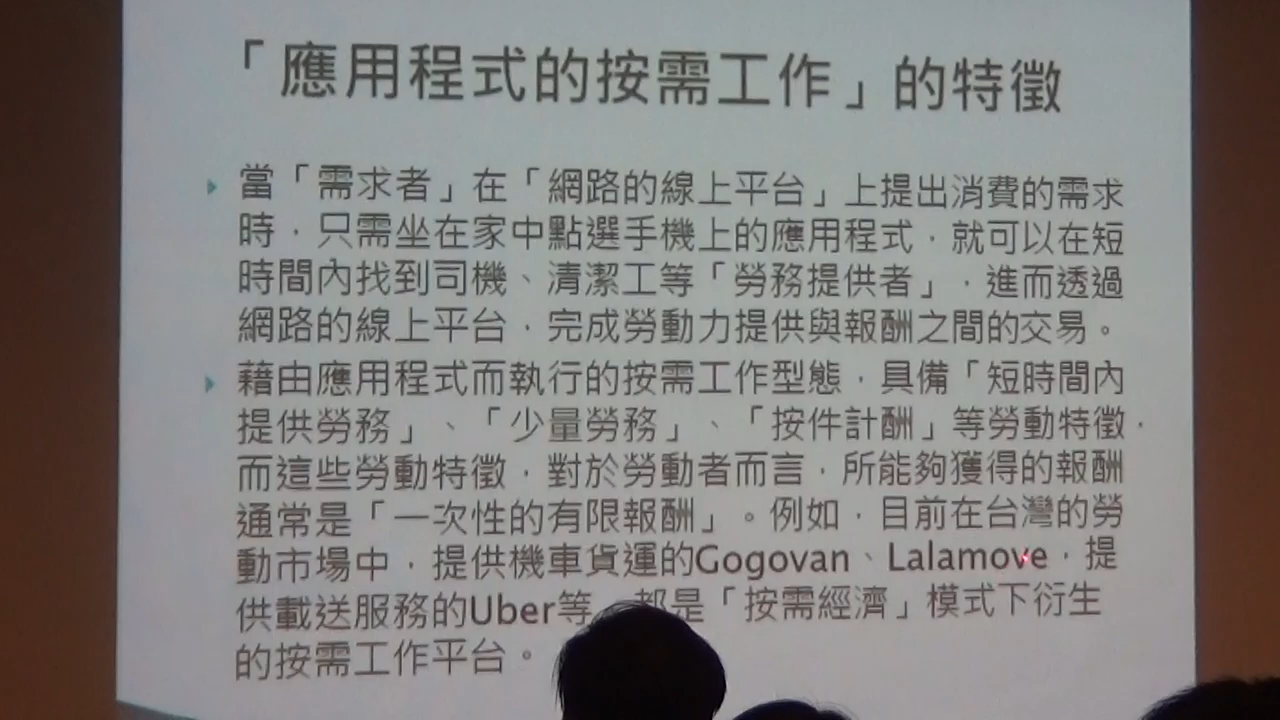 「應用程式的按需工作」的特徵
當「需求者」在「網路的線上平台」上提出消費的需求
時，只需坐在家中點選手機上的應用程式，就可以在短
時間內找到司機、清潔工等「勞務提供者」，進而透過
網路的線上平台，完成勞動力提供與報酬之間的交易。
藉由應用程式而執行的按需工作型態，具備「短時間內
提供勞務」、「少量勞務」、「按件計酬」等勞動特徵，
而這些勞動特徵，對於勞動者而言，所能夠獲得的報酬
通常是「一次性的有限報酬」。例如，目前在台灣的勞
動市場中，提供機車貨運的Gogovan、Lalamove，提
供載送服務的Uber等，都是「按需經濟」模式下衍生
的按需工作平台。